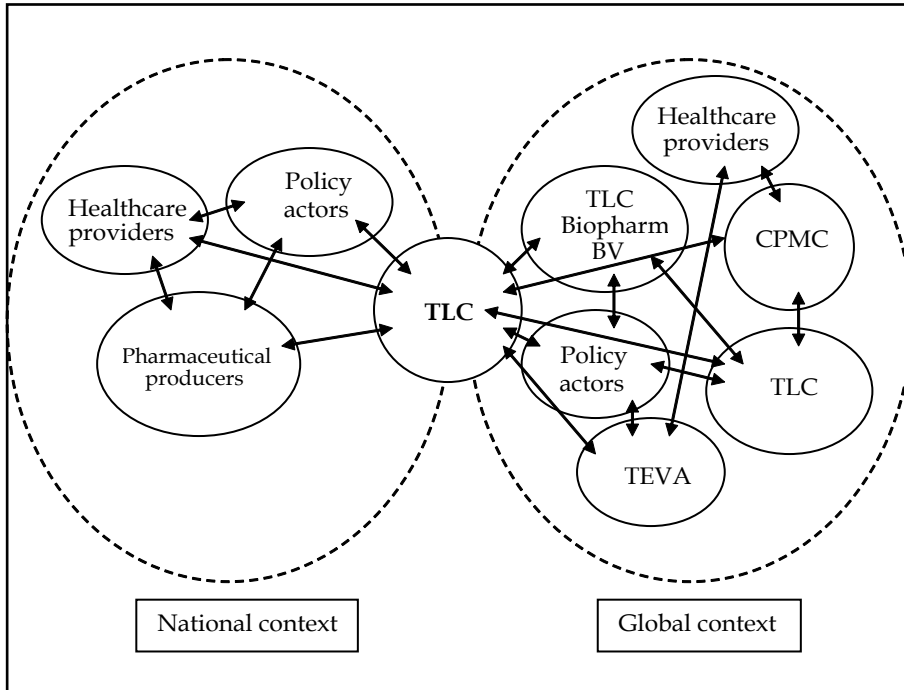 Healthcare
providers
Policy
actors
Pharmaceutical
producers
TLC
Healthcare
providers
TLC
Biopharm
BV
CPMC
Policy
actors
TLC
TEVA
National context
Global context